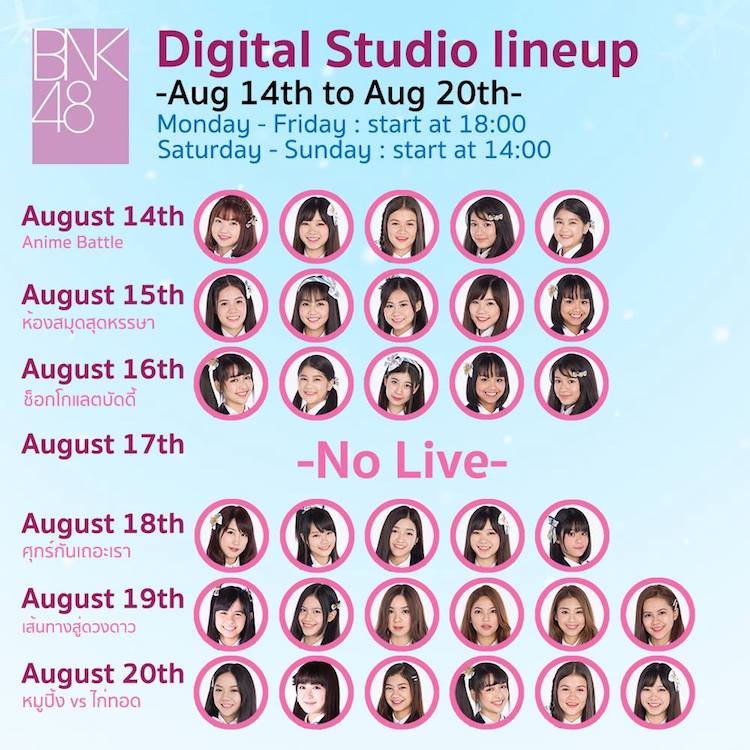 BNK
48
Digital Studio lineup
-Aug 14th to Aug 20th-
Monday - Friday : start at 18:00
Saturday - Sunday : start at 14:00
August 14th
Anime Battle
August 15th
ห้องสมุดสุดหรรษา
August 16th
ช็อกโกแลตบัดดี้
August 17th
-No Live-
August 18th
ศุกร์กันเถอะเรา
August 19th
เส้นทางสู่ดวงดาว
August 20th
หมูปิ้ง vs ไก่ทอด